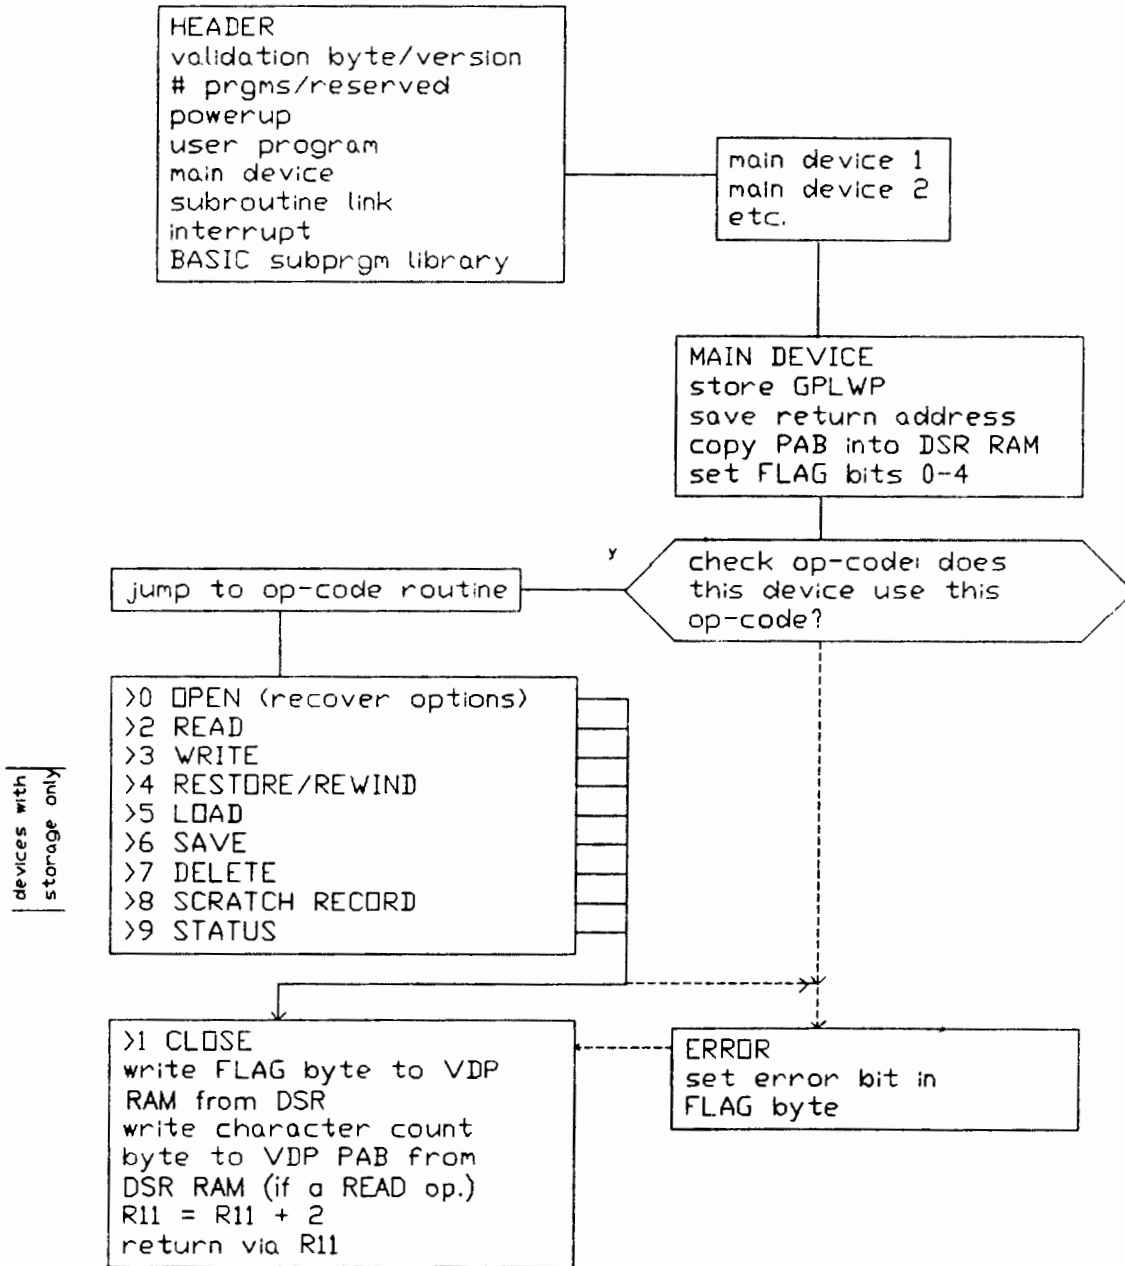 HEADER
validation byte/version
# prgms/reserved
powerup
user program
main device
subroutine link
interrupt
BASIC subprgm library
main device 1
main device 2
etc.
MAIN DEVICE
store GPLWP
save return address
copy PAB into DSR RAM
set FLAG bits 0-4
y
check op-code: does
this device use this
op-code?
jump to op-code routine
>0 OPEN (recover options)
>2 READ
>3 WRITE
>4 RESTORE/REWIND
>5 LOAD
>6 SAVE
>7 DELETE
>8 SCRATCH RECORD
>9 STATUS
devices with
storage only
>1 CLOSE
write FLAG byte to VDP
RAM from DSR
write character count
byte to VDP PAB from
DSR RAM (if a READ op.)
R11 = R11 + 2
return via R11
ERROR
set error bit in
FLAG byte